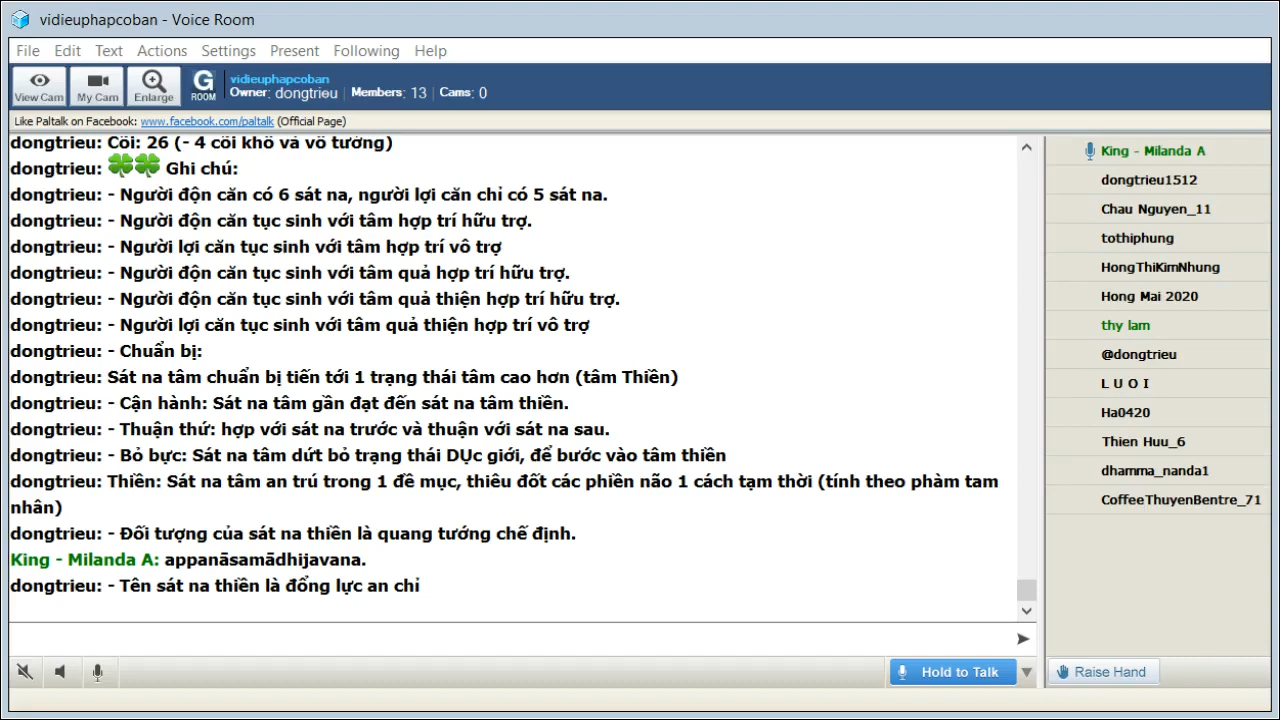 vidieuphapcoban - Voice Room
File Edit Text Actions Settings Present Following Help
View Cam My Cam Enlarge G ROOM vidieuphapcoban
Owner: dongtrieu Members: 13 Cams: 0
Like Paltalk on Facebook: www.facebook.com/paltalk (Official Page)
dongtrieu: Cõi: 26 (- 4 cõi khổ và vô tưởng)
dongtrieu: 🍀🍀 Ghi chú:
dongtrieu: - Người độn căn có 6 sát na, người lợi căn chỉ có 5 sát na.
dongtrieu: - Người độn căn tục sinh với tâm hợp trí hữu trợ.
dongtrieu: - Người lợi căn tục sinh với tâm hợp trí vô trợ
dongtrieu: - Người độn căn tục sinh với tâm quả hợp trí hữu trợ.
dongtrieu: - Người độn căn tục sinh với tâm quả thiện hợp trí hữu trợ.
dongtrieu: - Người lợi căn tục sinh với tâm quả thiện hợp trí vô trợ
dongtrieu: - Chuẩn bị:
dongtrieu: Sát na tâm chuẩn bị tiến tới 1 trạng thái tâm cao hơn (tâm Thiền)
dongtrieu: - Cận hành: Sát na tâm gần đạt đến sát na tâm thiền.
dongtrieu: - Thuận thứ: hợp với sát na trước và thuận với sát na sau.
dongtrieu: - Bỏ bực: Sát na tâm dứt bỏ trạng thái DỤc giới, để bước vào tâm thiền
dongtrieu: Thiền: Sát na tâm an trú trong 1 đề mục, thiêu đốt các phiền não 1 cách tạm thời (tính theo phàm tam
nhân)
dongtrieu: - Đối tượng của sát na thiền là quang tướng chế định.
King - Milanda A: appanāsamādhijavana.
dongtrieu: - Tên sát na thiền là đổng lực an chỉ
King - Milanda A
dongtrieu1512
Chau Nguyen_11
tothiphung
HongThiKimNhung
Hong Mai 2020
thy lam
@dongtrieu
L U O I
Ha0420
Thien Huu_6
dhamma_nanda1
CoffeeThuyenBentre_71
Hold to Talk
Raise Hand